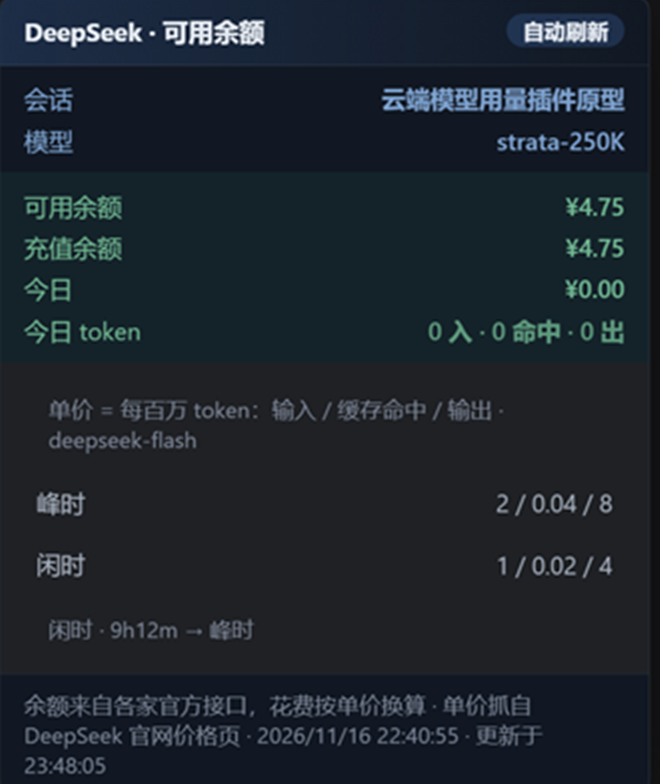 DeepSeek · 可用余额 自动刷新
会话 云端模型用量插件原型
模型 strata-250K
可用余额 ¥4.75
充值余额 ¥4.75
今日 ¥0.00
今日 token 0 入 · 0 命中 · 0 出
单价 = 每百万 token：输入 / 缓存命中 / 输出 ·
deepseek-flash
峰时 2 / 0.04 / 8
闲时 1 / 0.02 / 4
闲时 · 9h12m → 峰时
余额来自各家官方接口，花费按单价换算 · 单价抓自
DeepSeek 官网价格页 · 2026/11/16 22:40:55 · 更新于
23:48:05